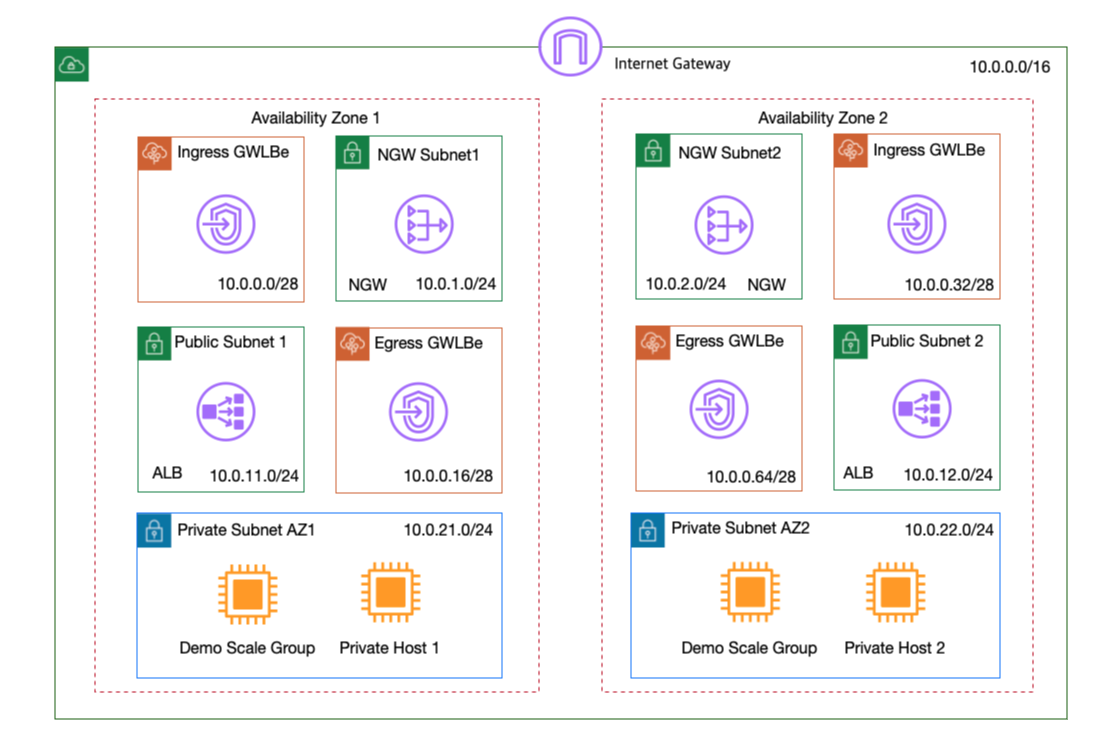 Internet Gateway
10.0.0.0/16
Availability Zone 1
Ingress GWLBe
10.0.0.0/28
NGW Subnet1
NGW 10.0.1.0/24
Public Subnet 1
ALB 10.0.11.0/24
Egress GWLBe
10.0.0.16/28
Private Subnet AZ1 10.0.21.0/24
Demo Scale Group
Private Host 1
Availability Zone 2
NGW Subnet2
10.0.2.0/24 NGW
Ingress GWLBe
10.0.0.32/28
Egress GWLBe
10.0.0.64/28
Public Subnet 2
ALB 10.0.12.0/24
Private Subnet AZ2 10.0.22.0/24
Demo Scale Group
Private Host 2